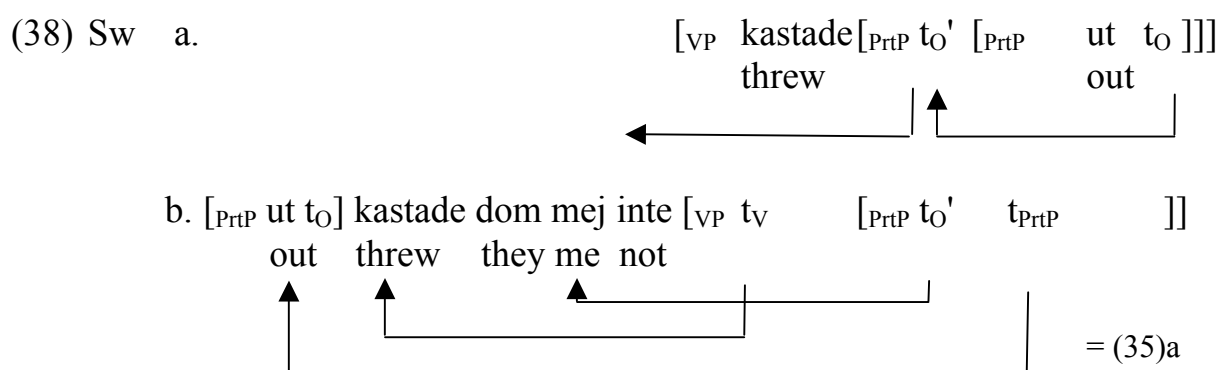 (38) Sw a. [VP kastade[PrtP tO' [PrtP ut tO ]]]
threw out
b. [PrtP ut tO] kastade dom mej inte [VP tV [PrtP tO' tPrtP ]]
out threw they me not
= (35)a